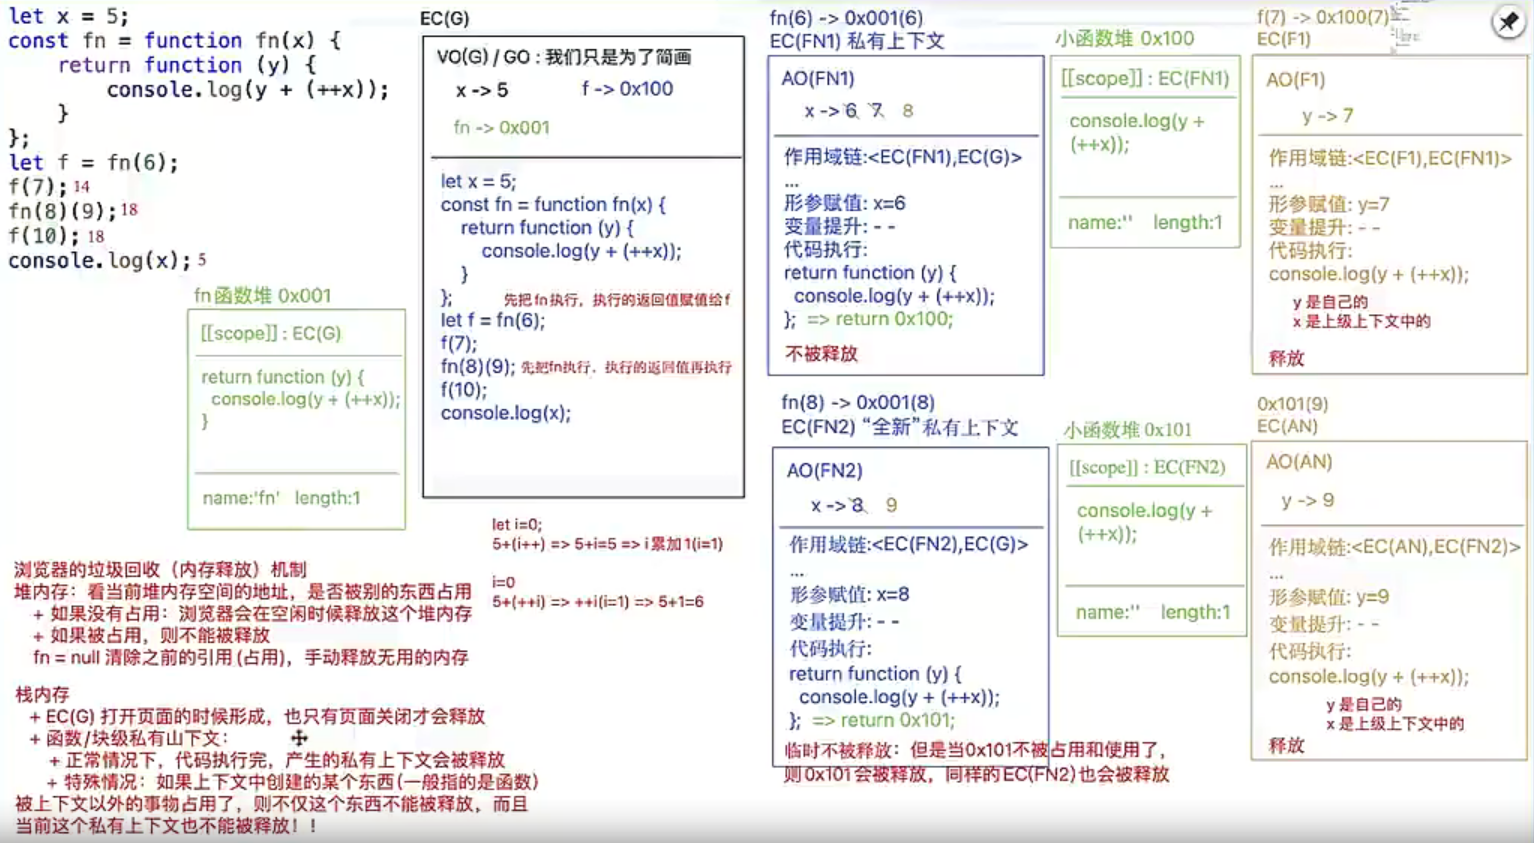 let x = 5;
const fn = function fn(x) {
return function (y) {
console.log(y + (++x));
}
};
let f = fn(6);
f(7); 14
fn(8)(9); 18
f(10); 18
console.log(x); 5
fn函数堆 0x001
[[scope]] : EC(G)
return function (y) {
console.log(y + (++x));
}
name:'fn' length:1
浏览器的垃圾回收（内存释放）机制
堆内存：看当前堆内存空间的地址，是否被别的东西占用
+ 如果没有占用：浏览器会在空闲时候释放这个堆内存
+ 如果被占用，则不能被释放
fn = null 清除之前的引用(占用)，手动释放无用的内存
栈内存
+ EC(G) 打开页面的时候形成，也只有页面关闭才会释放
+ 函数/块级私有山下文：
+ 正常情况下，代码执行完，产生的私有上下文会被释放
+ 特殊情况：如果上下文中创建的某个东西(一般指的是函数)
被上下文以外的事物占用了，则不仅这个东西不能被释放，而且
当前这个私有上下文也不能被释放！！
EC(G)
VO(G) / GO : 我们只是为了简画
x -> 5 f -> 0x100
fn -> 0x001
let x = 5;
const fn = function fn(x) {
return function (y) {
console.log(y + (++x));
}
}; 先把fn执行，执行的返回值赋值给f
let f = fn(6);
f(7);
fn(8)(9); 先把fn执行，执行的返回值再执行
f(10);
console.log(x);
let i=0;
5+(i++) => 5+i=5 => i累加1(i=1)
i=0
5+(++i) => ++i(i=1) => 5+1=6
fn(6) -> 0x001(6)
EC(FN1) 私有上下文
AO(FN1)
x -> 6 7 8
作用域链:<EC(FN1),EC(G)>
...
形参赋值: x=6
变量提升: - -
代码执行:
return function (y) {
console.log(y + (++x));
}; => return 0x100;
不被释放
小函数堆 0x100
[[scope]] : EC(FN1)
console.log(y +
(++x));
name:'' length:1
f(7) -> 0x100(7)
EC(F1)
AO(F1)
y -> 7
作用域链:<EC(F1),EC(FN1)>
...
形参赋值: y=7
变量提升: - -
代码执行:
console.log(y + (++x));
y 是自己的
x 是上级上下文中的
释放
fn(8) -> 0x001(8)
EC(FN2) “全新”私有上下文
AO(FN2)
x -> 8 9
作用域链:<EC(FN2),EC(G)>
...
形参赋值: x=8
变量提升: - -
代码执行:
return function (y) {
console.log(y + (++x));
}; => return 0x101;
临时不被释放：但是当0x101不被占用和使用了，
则0x101会被释放，同样的EC(FN2)也会被释放
小函数堆 0x101
[[scope]] : EC(FN2)
console.log(y +
(++x));
name:'' length:1
0x101(9)
EC(AN)
AO(AN)
y -> 9
作用域链:<EC(AN),EC(FN2)>
...
形参赋值: y=9
变量提升: - -
代码执行:
console.log(y + (++x));
y 是自己的
x 是上级上下文中的
释放